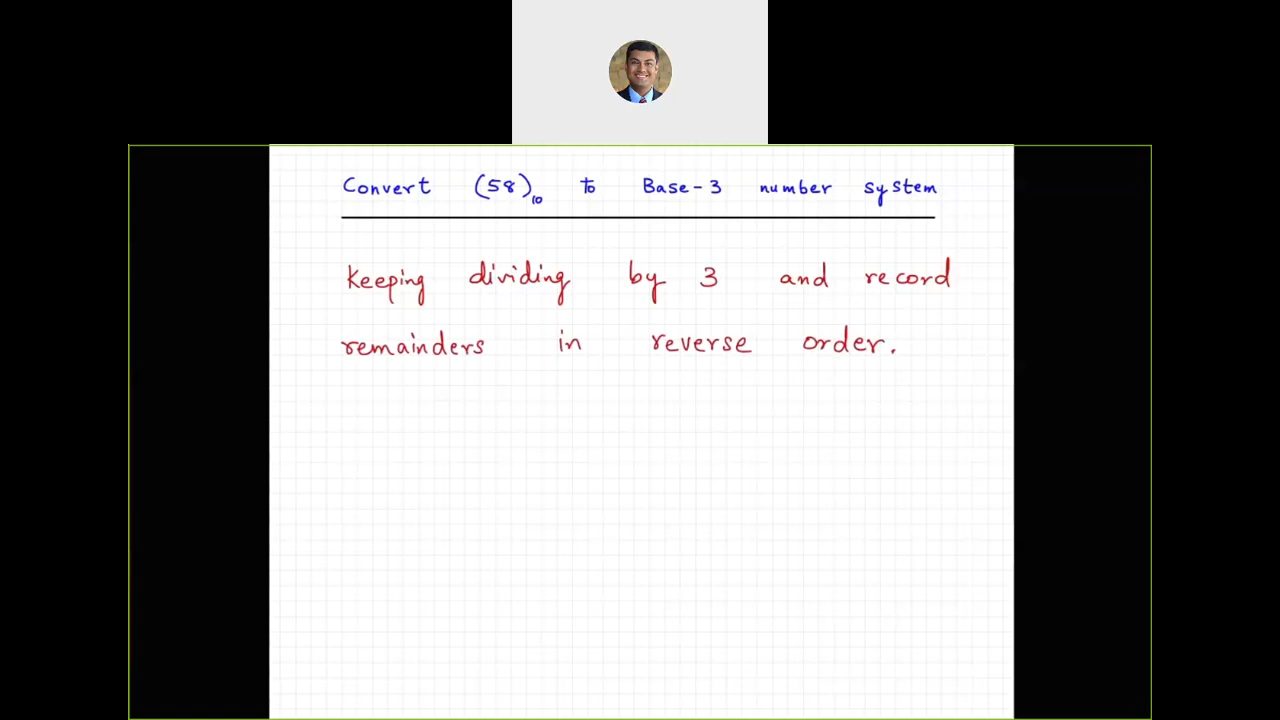 Convert (58)₁₀ to Base-3 number system
Keeping dividing by 3 and record
remainders in reverse order.